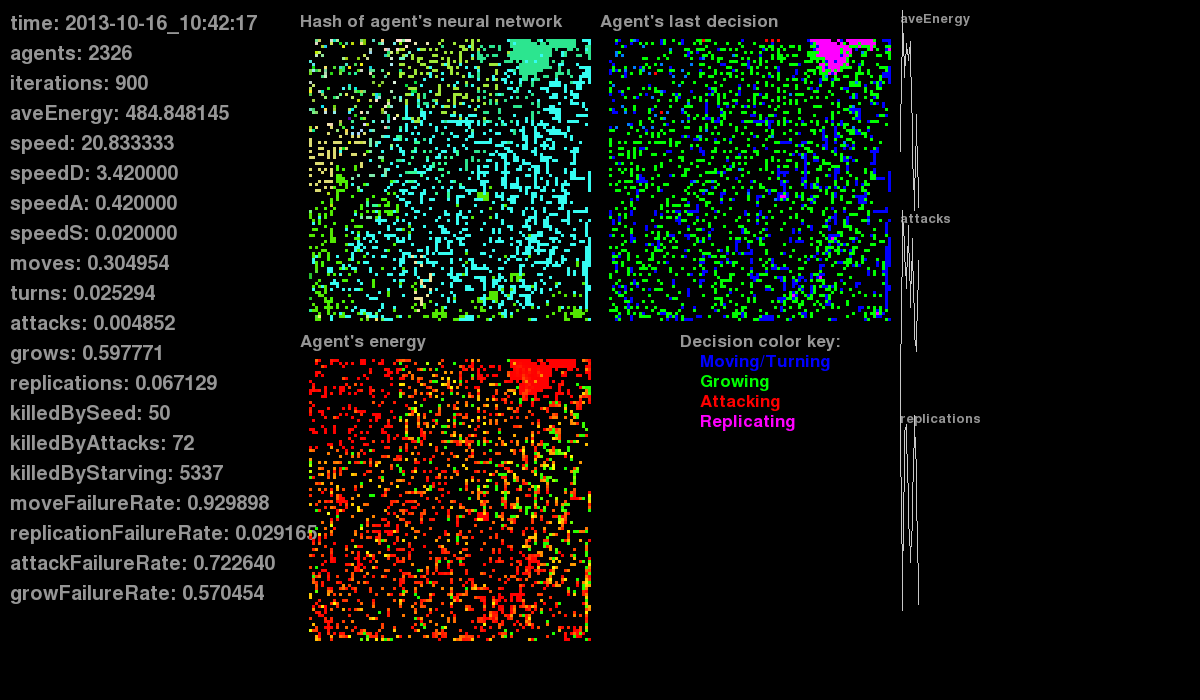 time: 2013-10-16_10:42:17
agents: 2326
iterations: 900
aveEnergy: 484.848145
speed: 20.833333
speedD: 3.420000
speedA: 0.420000
speedS: 0.020000
moves: 0.304954
turns: 0.025294
attacks: 0.004852
grows: 0.597771
replications: 0.067129
killedBySeed: 50
killedByAttacks: 72
killedByStarving: 5337
moveFailureRate: 0.929898
replicationFailureRate: 0.029165
attackFailureRate: 0.722640
growFailureRate: 0.570454
Hash of agent's neural network
Agent's last decision
Agent's energy
Decision color key:
Moving/Turning
Growing
Attacking
Replicating
aveEnergy
attacks
replications